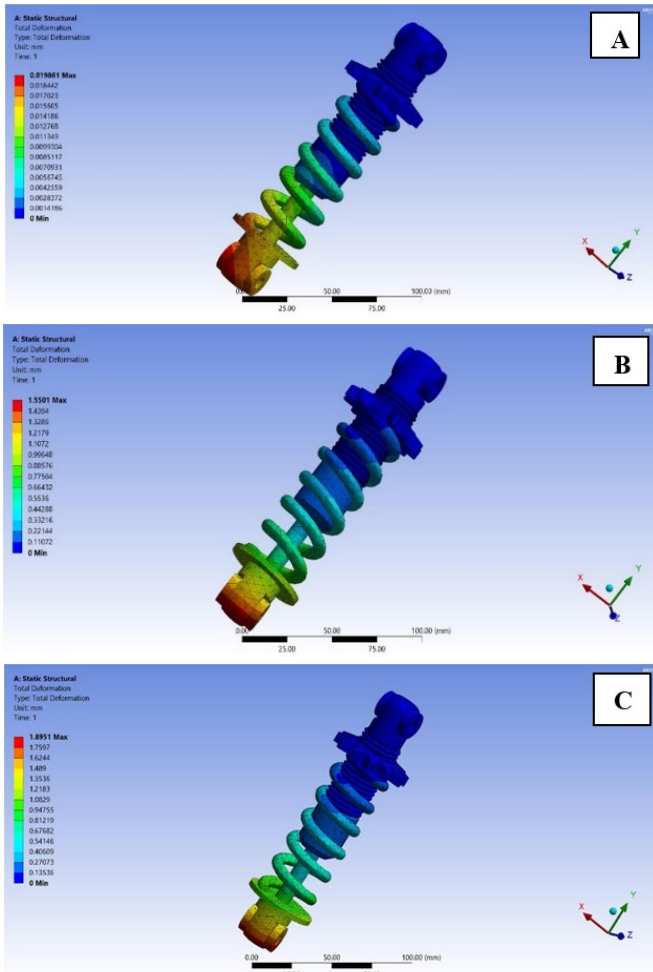 A: Static Structural
Total Deformation
Type: Total Deformation
Unit: mm
Time: 1
A
0.019861 Max
0.018442
0.017023
0.015605
0.014186
0.012768
0.011349
0.0099304
0.0085117
0.0070931
0.0056745
0.0042559
0.0028372
0.0014186
0 Min
X
Y
Z
50.00
100.00 (mm)
25.00
75.00
A: Static Structural
Total Deformation
Type: Total Deformation
Unit: mm
Time: 1
B
1.5501 Max
1.4394
1.3286
1.2179
1.1072
0.99648
0.88576
0.77504
0.66432
0.5536
0.44288
0.33216
0.22144
0.11072
0 Min
X
Y
Z
0.00
50.00
100.00 (mm)
25.00
75.00
A: Static Structural
Total Deformation
Type: Total Deformation
Unit: mm
Time: 1
C
1.8951 Max
1.7597
1.6244
1.489
1.3536
1.2183
1.0829
0.94755
0.81219
0.67682
0.54146
0.40609
0.27073
0.13536
0 Min
X
Y
Z
0.00
50.00
100.00 (mm)